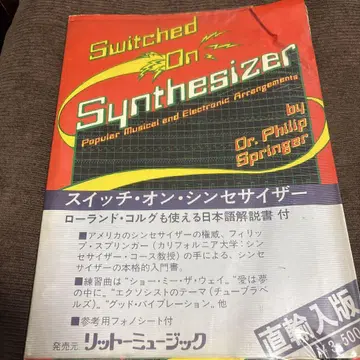 Switched
On
Synthesizer
Popular Musical and Electronic Arrangements
by
Dr. Philip
Springer
スイッチ・オン・シンセサイザー
ローランド・コルグも使える日本語解説書 付
■アメリカのシンセサイザーの権威、フィリッ
プ・スプリンガー(カリフォルニア大学:シン
セサイザー・コース教授)の手による、シンセ
サイザーの本格的入門書。
■練習曲は“ショー・ミー・ザ・ウェイ。“愛は夢
の中に。“エクソシストのテーマ(チューブラベ
ルズ)。“グッド・バイブレーション。他
■参考用フォノシート付
発売元 リットーミュージック
直輸入版